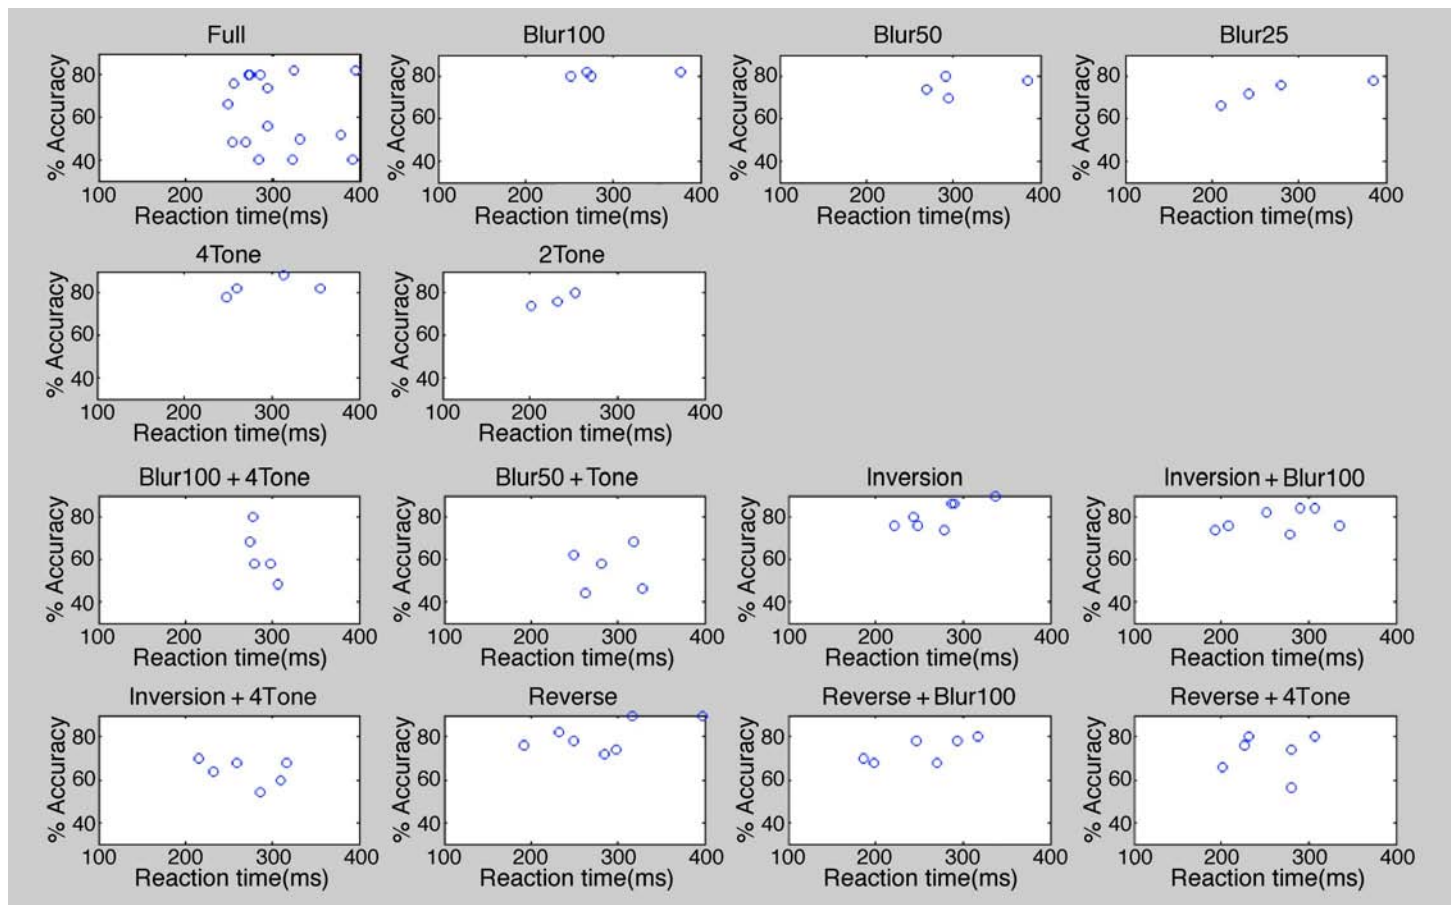 Full Blur100 Blur50 Blur25
% Accuracy 80 60 40 % Accuracy 80 60 40 % Accuracy 80 60 40 % Accuracy 80 60 40
100 200 300 400 100 200 300 400 100 200 300 400 100 200 300 400
Reaction time(ms) Reaction time(ms) Reaction time(ms) Reaction time(ms)
4Tone 2Tone
% Accuracy 80 60 40 % Accuracy 80 60 40
100 200 300 400 100 200 300 400
Reaction time(ms) Reaction time(ms)
Blur100 + 4Tone Blur50 + Tone Inversion Inversion + Blur100
% Accuracy 80 60 40 % Accuracy 80 60 40 % Accuracy 80 60 40 % Accuracy 80 60 40
100 200 300 400 100 200 300 400 100 200 300 400 100 200 300 400
Reaction time(ms) Reaction time(ms) Reaction time(ms) Reaction time(ms)
Inversion + 4Tone Reverse Reverse + Blur100 Reverse + 4Tone
% Accuracy 80 60 40 % Accuracy 80 60 40 % Accuracy 80 60 40 % Accuracy 80 60 40
100 200 300 400 100 200 300 400 100 200 300 400 100 200 300 400
Reaction time(ms) Reaction time(ms) Reaction time(ms) Reaction time(ms)